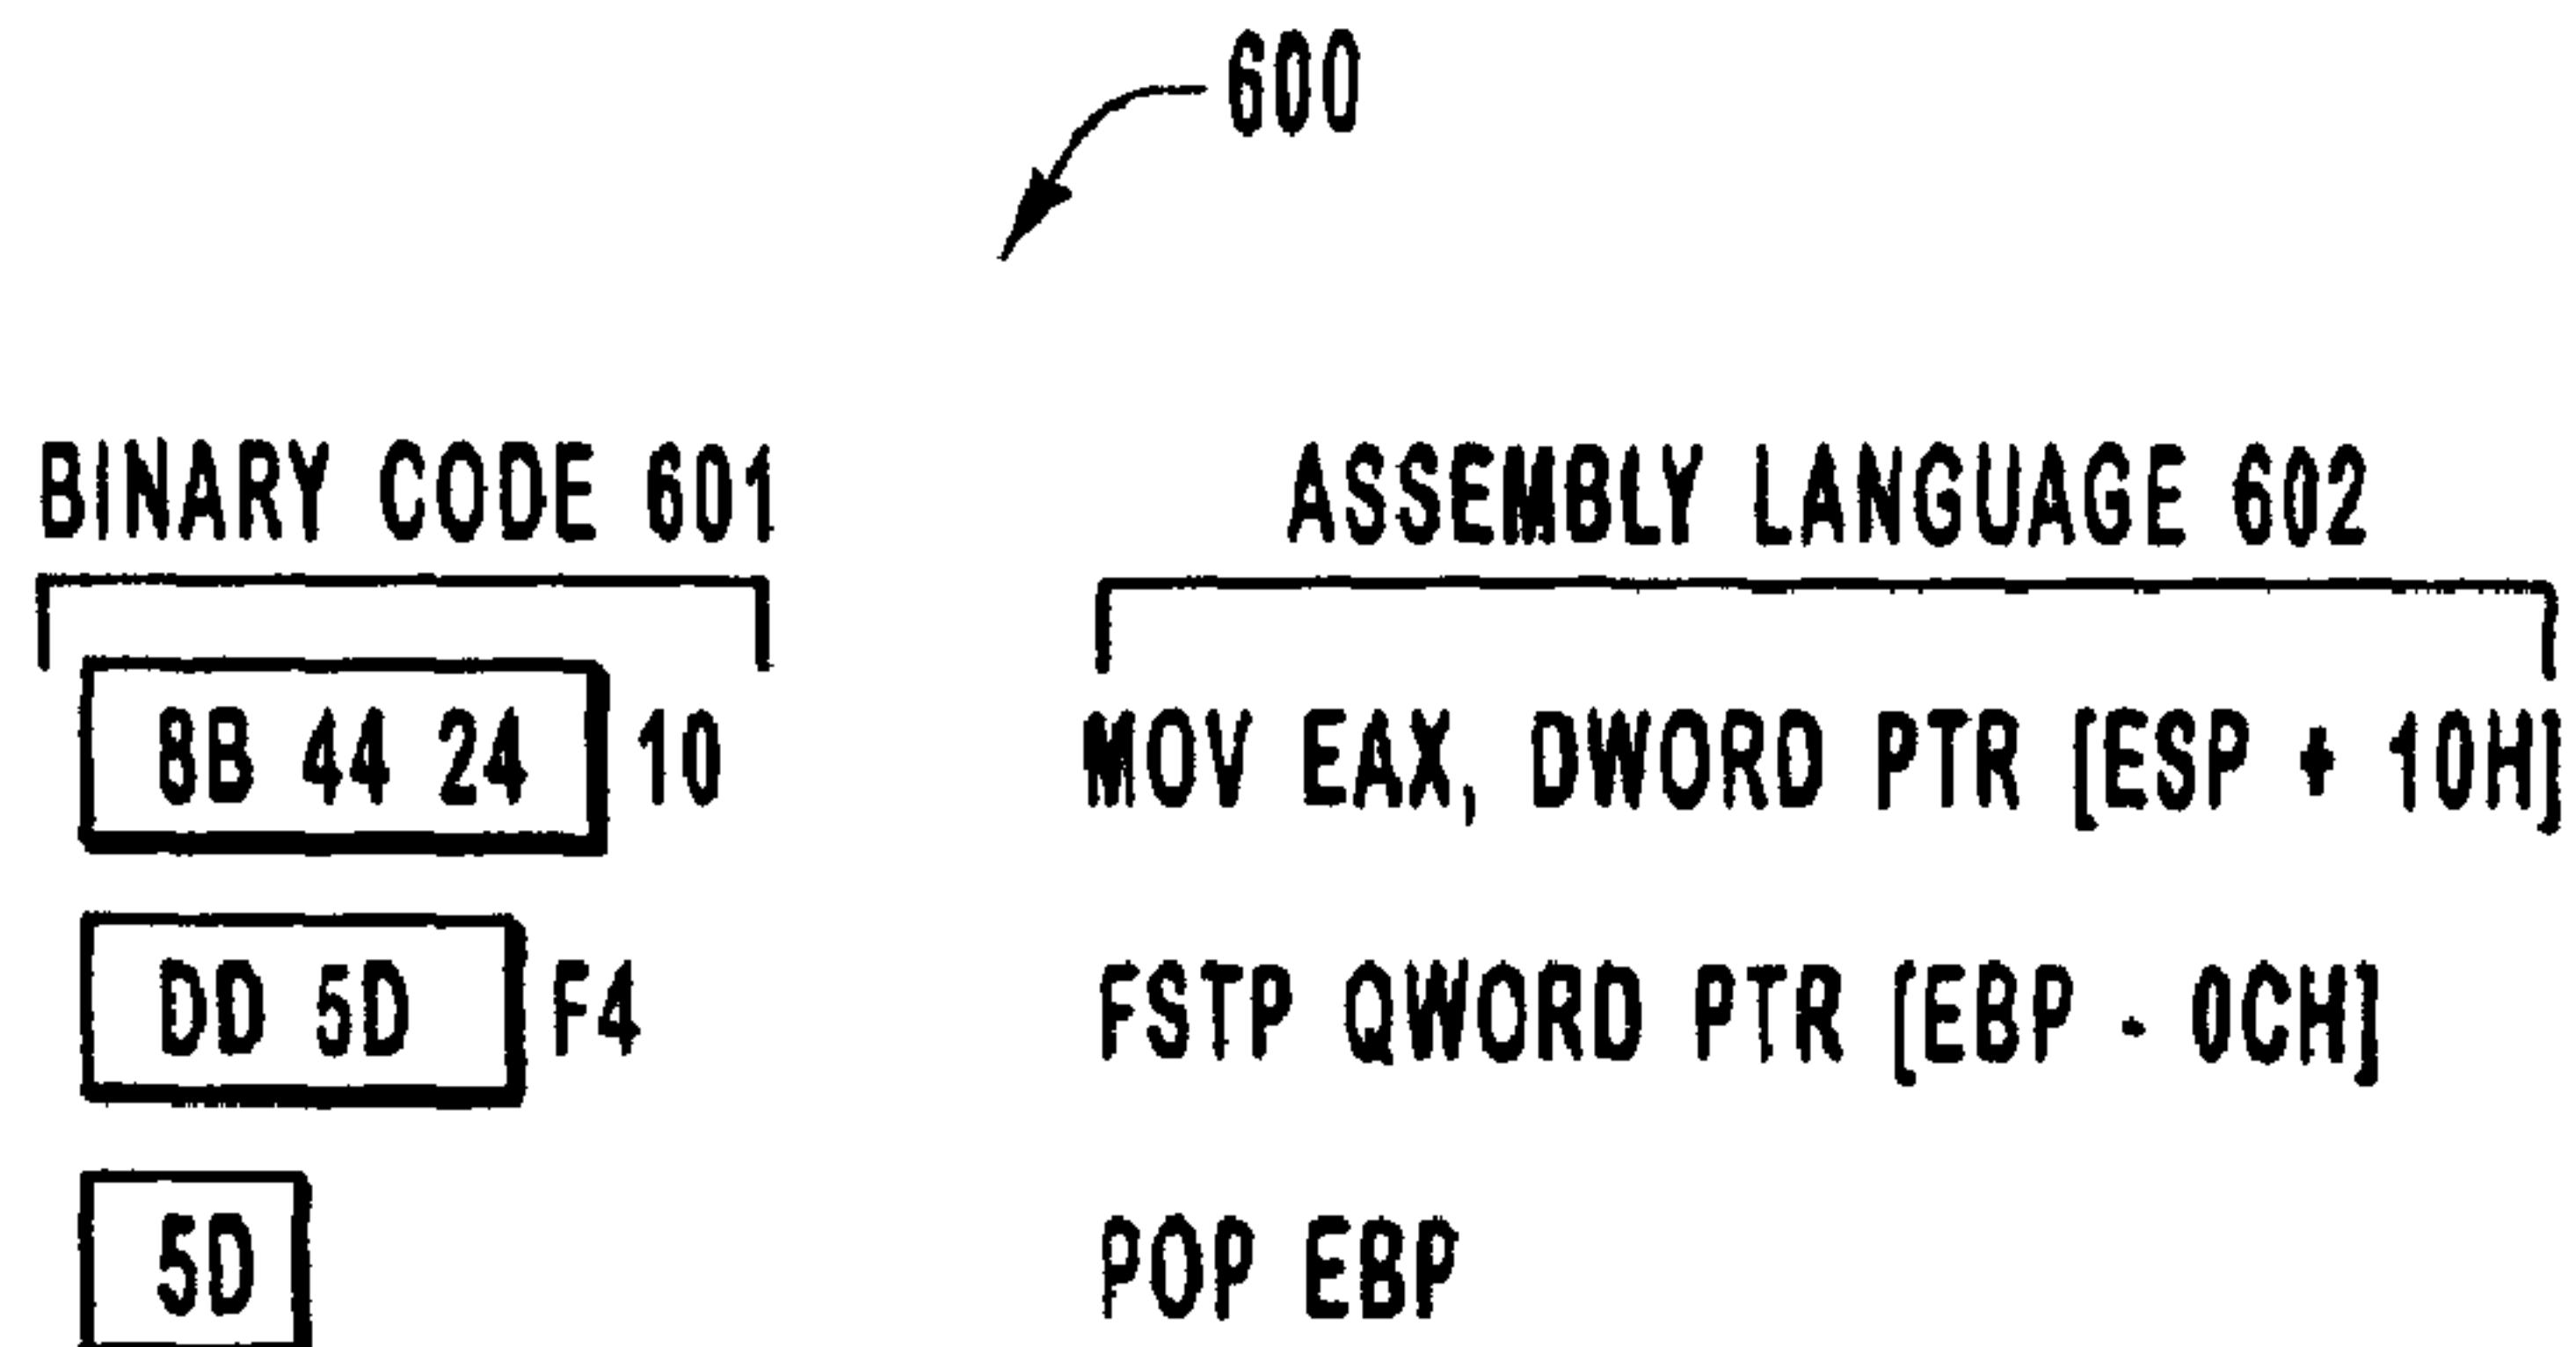 600
BINARY CODE 601 ASSEMBLY LANGUAGE 602
8B 44 24 10 MOV EAX, DWORD PTR [ESP + 10H]
DD 5D F4 FSTP QWORD PTR [EBP - 0CH]
5D POP EBP